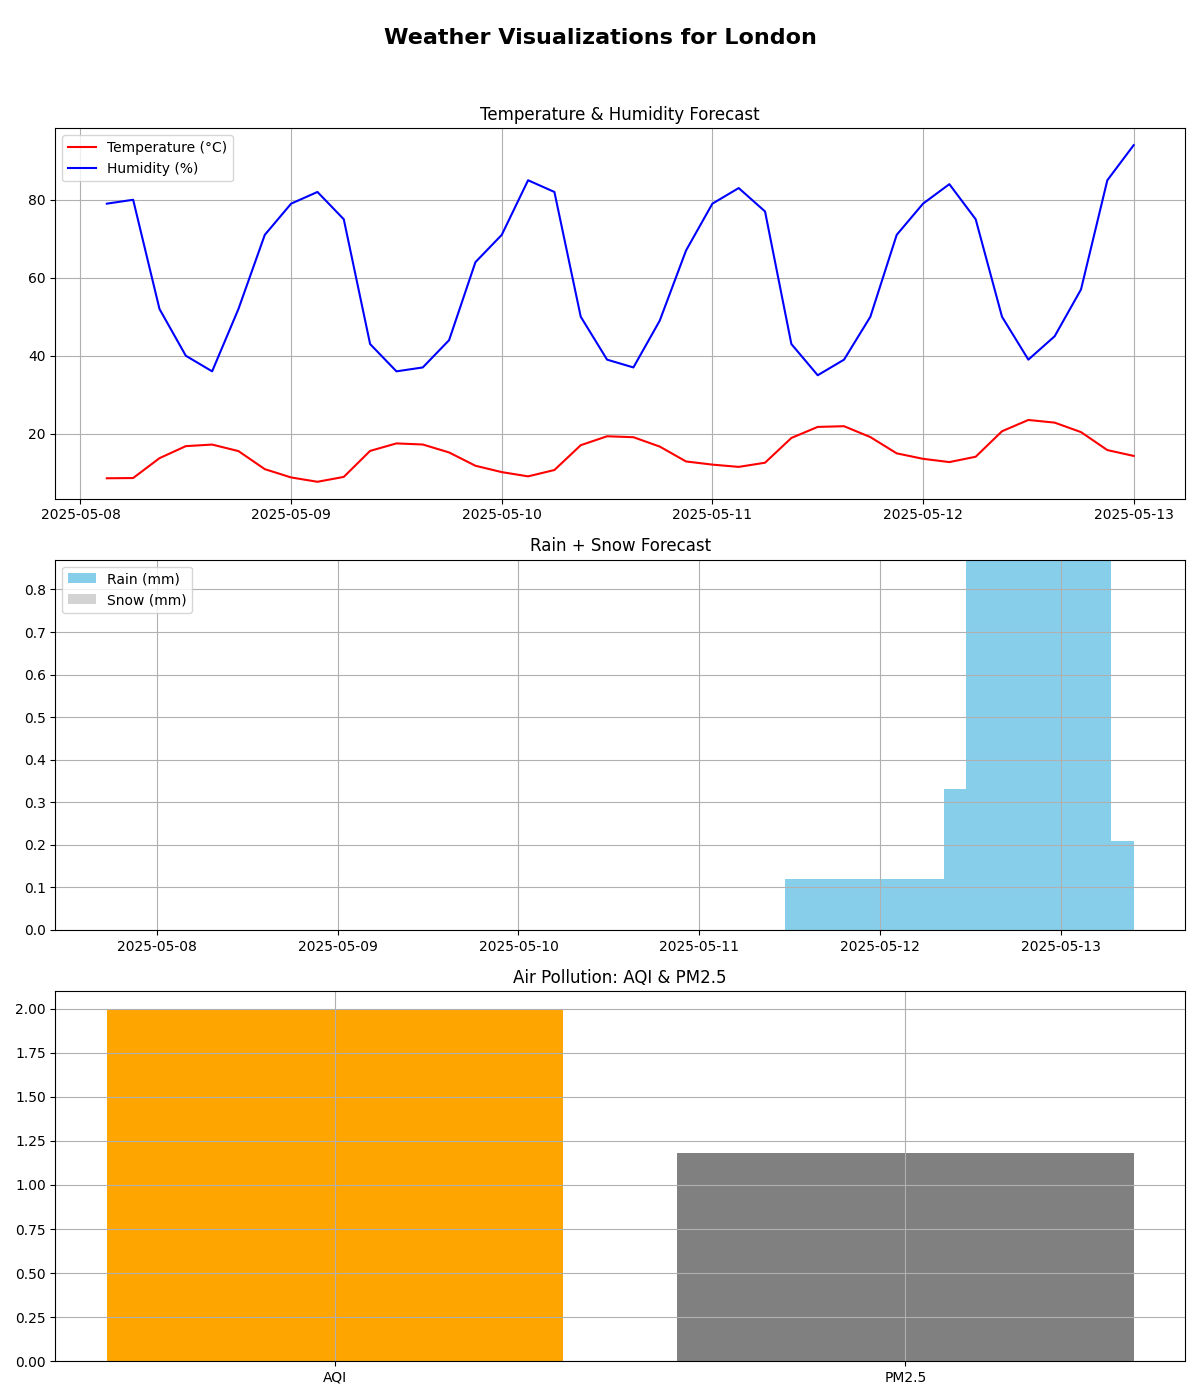 Weather Visualizations for London
Temperature & Humidity Forecast
Temperature (°C)
Humidity (%)
80
60
40
20
2025-05-08 2025-05-09 2025-05-10 2025-05-11 2025-05-12 2025-05-13
Rain + Snow Forecast
Rain (mm)
Snow (mm)
0.8
0.7
0.6
0.5
0.4
0.3
0.2
0.1
0.0
2025-05-08 2025-05-09 2025-05-10 2025-05-11 2025-05-12 2025-05-13
Air Pollution: AQI & PM2.5
2.00
1.75
1.50
1.25
1.00
0.75
0.50
0.25
0.00
AQI PM2.5